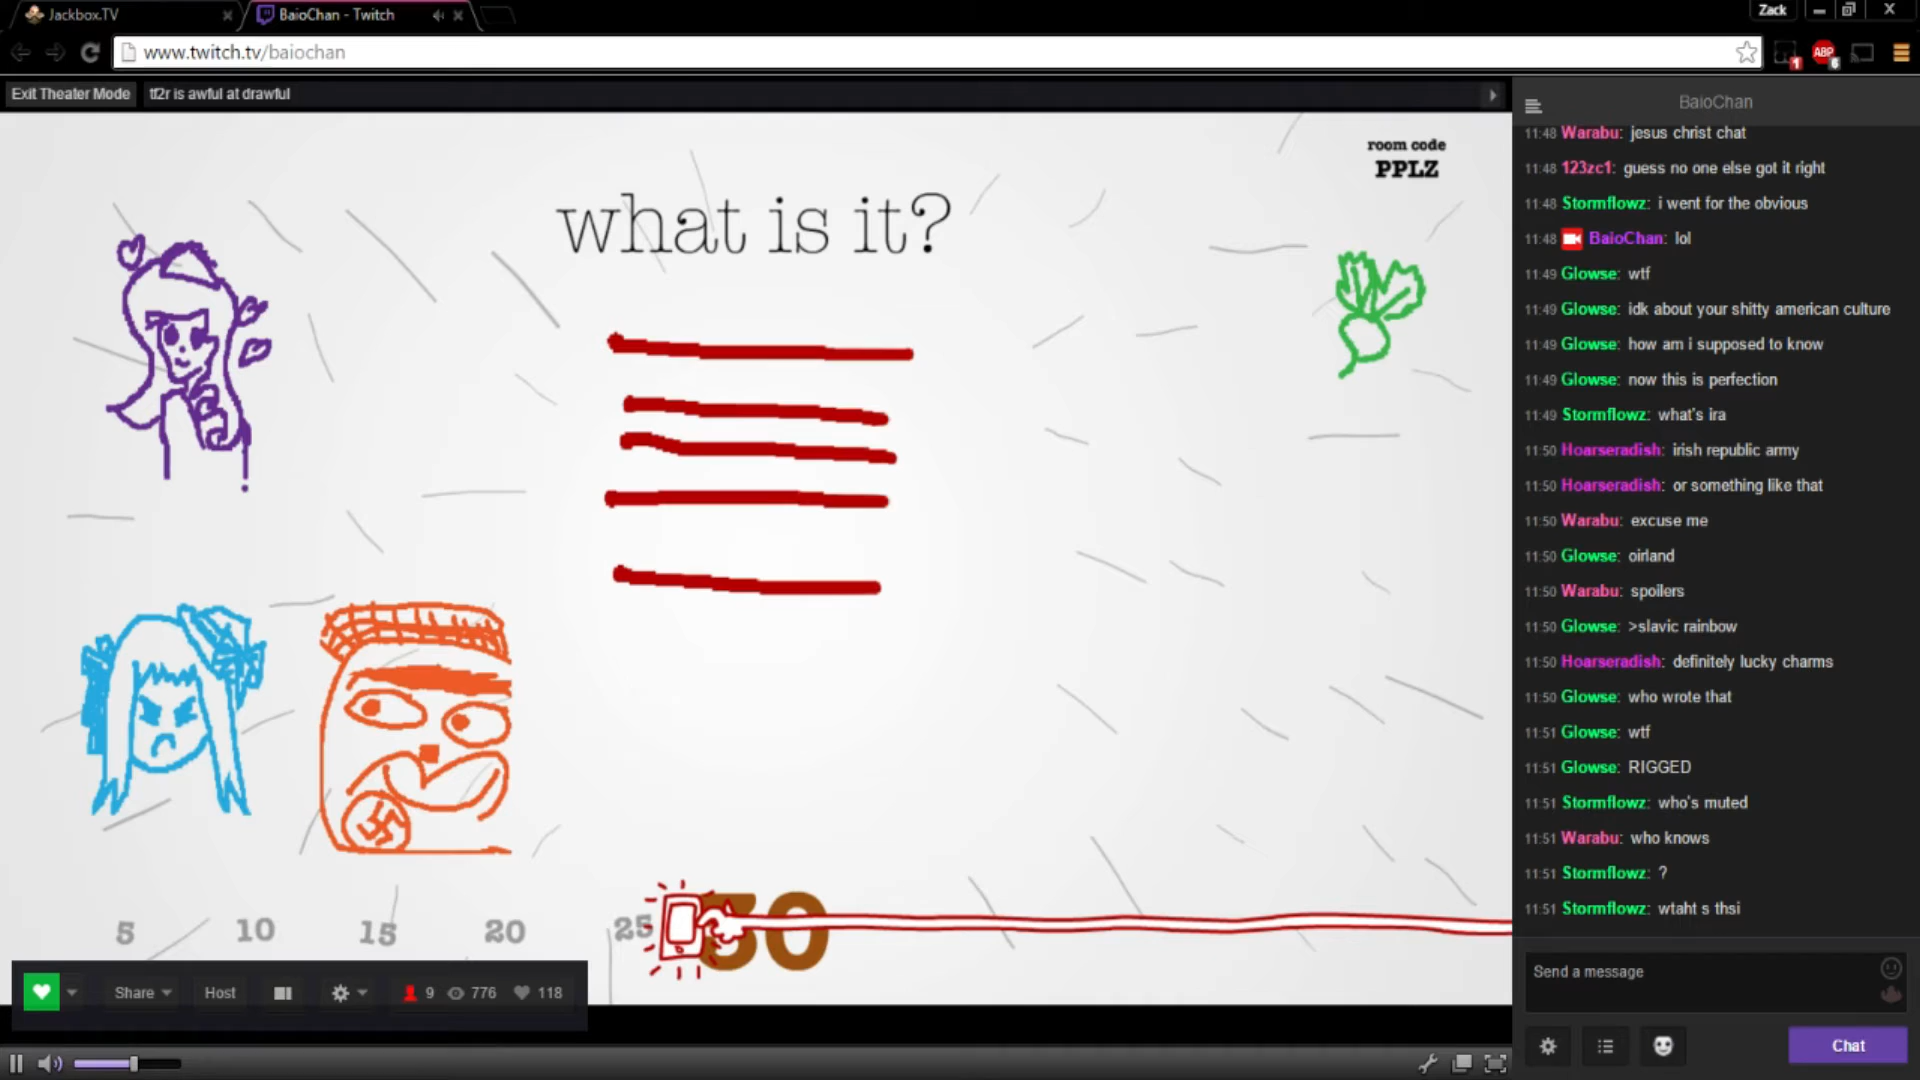 Jackbox.TV
BaioChan - Twitch
Zack
www.twitch.tv/baiochan
ABP
1
6
Exit Theater Mode
tf2r is awful at drawful
BaioChan
room code
PPLZ
what is it?
11:48 Warabu: jesus christ chat
11:48 123zc1: guess no one else got it right
11:48 Stormflowz: i went for the obvious
11:48 BaioChan: lol
11:49 Glowse: wtf
11:49 Glowse: idk about your shitty american culture
11:49 Glowse: how am i supposed to know
11:49 Glowse: now this is perfection
11:49 Stormflowz: what's ira
11:50 Hoarseradish: irish republic army
11:50 Hoarseradish: or something like that
11:50 Warabu: excuse me
11:50 Glowse: oirland
11:50 Warabu: spoilers
11:50 Glowse: >slavic rainbow
11:50 Hoarseradish: definitely lucky charms
11:50 Glowse: who wrote that
11:51 Glowse: wtf
11:51 Glowse: RIGGED
11:51 Stormflowz: who's muted
11:51 Warabu: who knows
11:51 Stormflowz: ?
11:51 Stormflowz: wtaht s thsi
5 10 15 20 25 30
Share
Host
9
776
118
Send a message
Chat